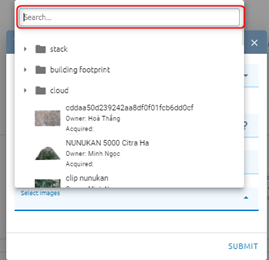 Search...
stack
building footprint
cloud
cddaa50d239242aa8df0f01fcb6dd0cf
Owner: Hoà Thắng
Acquired:
NUNUKAN 5000 Citra Ha
Owner: Minh Ngoc
Acquired:
clip nunukan
Select images
?
SUBMIT